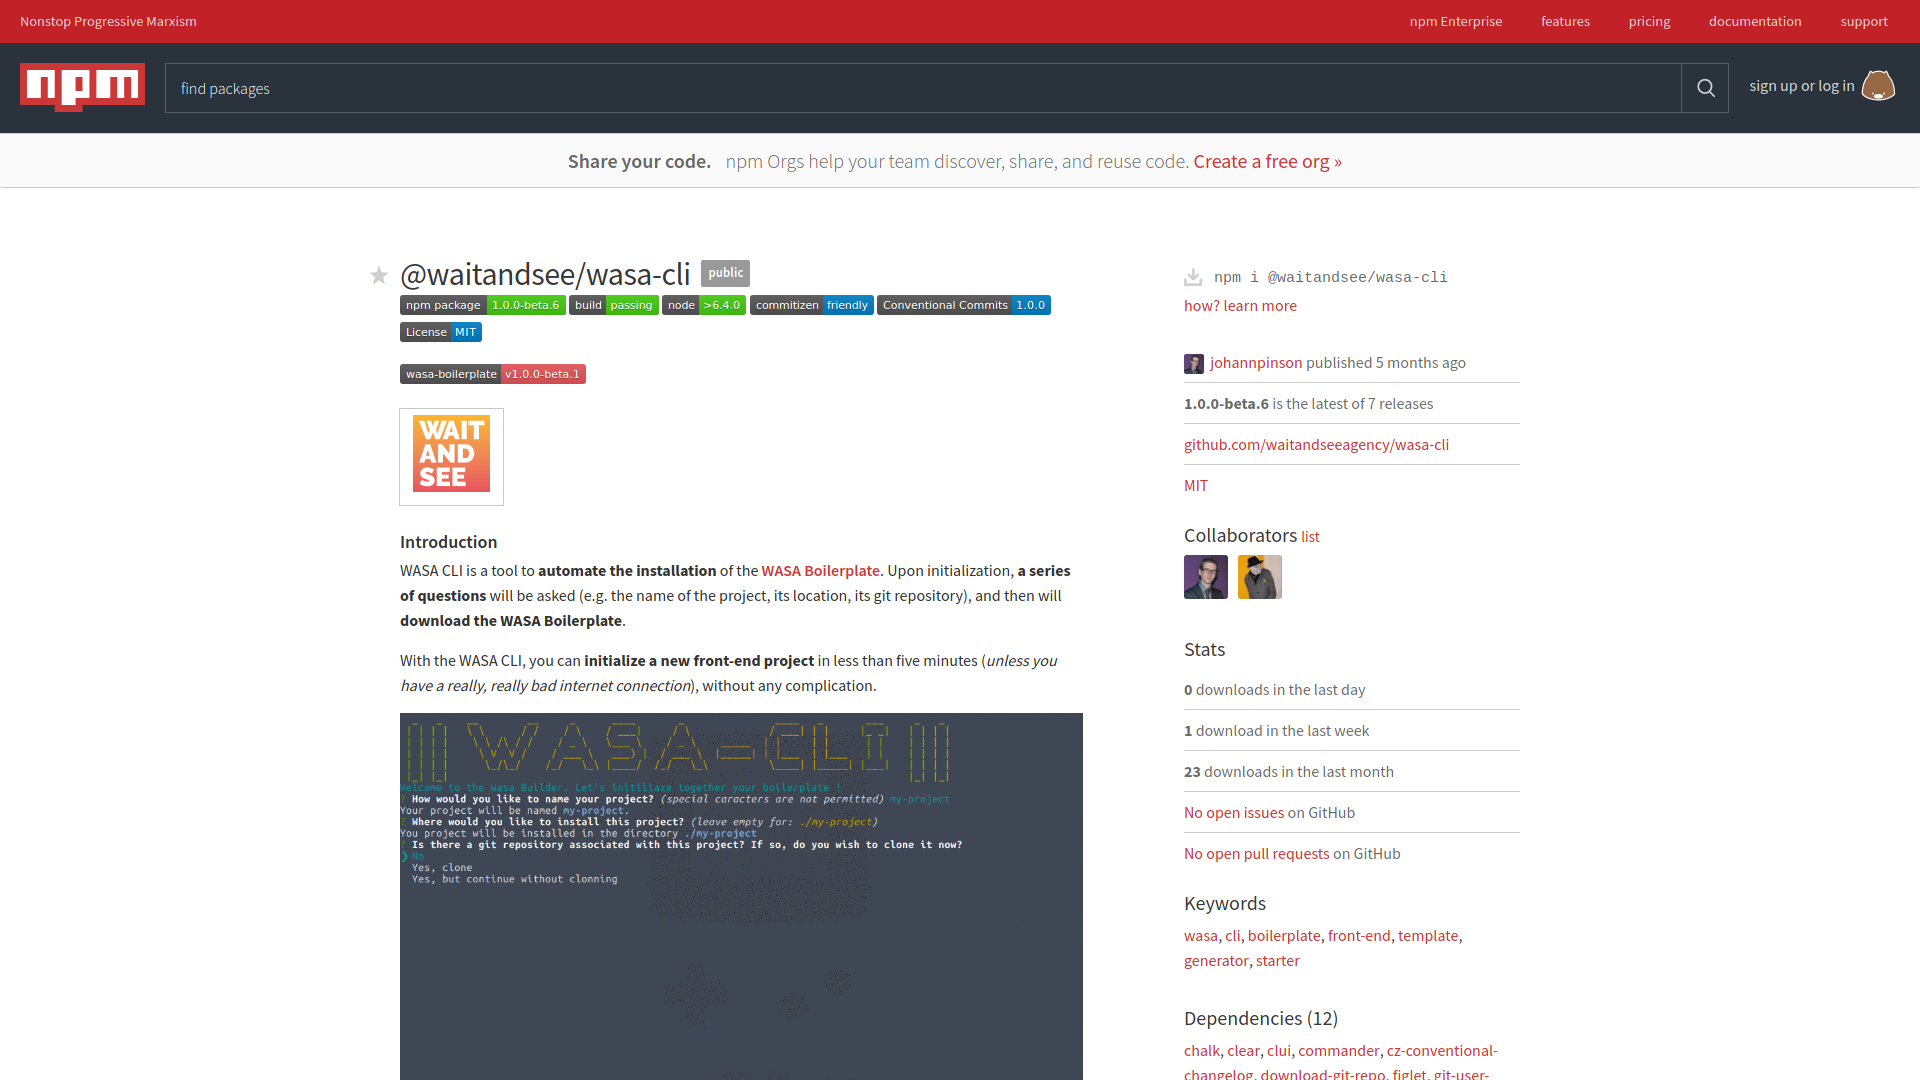 Nonstop Progressive Marxism
npm Enterprise features pricing documentation support
npm
find packages
sign up or log in
Share your code. npm Orgs help your team discover, share, and reuse code. Create a free org »
@waitandsee/wasa-cli public
npm package 1.0.0-beta.6 build passing node >6.4.0 commitizen friendly Conventional Commits 1.0.0
License MIT
wasa-boilerplate v1.0.0-beta.1
WAIT
AND
SEE
Introduction
WASA CLI is a tool to automate the installation of the WASA Boilerplate. Upon initialization, a series
of questions will be asked (e.g. the name of the project, its location, its git repository), and then will
download the WASA Boilerplate.
With the WASA CLI, you can initialize a new front-end project in less than five minutes (unless you
have a really, really bad internet connection), without any complication.
WASA-CLI
Welcome to the Wasa Builder. Let's initiliaze together your boilerplate !
? How would you like to name your project? (special caracters are not permitted) my-project
Your project will be named my-project.
? Where would you like to install this project? (leave empty for: ./my-project)
You project will be installed in the directory ./my-project
? Is there a git repository associated with this project? If so, do you wish to clone it now?
❯ No
Yes, clone
Yes, but continue without clonning
npm i @waitandsee/wasa-cli
how? learn more
johannpinson published 5 months ago
1.0.0-beta.6 is the latest of 7 releases
github.com/waitandseeagency/wasa-cli
MIT
Collaborators list
Stats
0 downloads in the last day
1 download in the last week
23 downloads in the last month
No open issues on GitHub
No open pull requests on GitHub
Keywords
wasa, cli, boilerplate, front-end, template,
generator, starter
Dependencies (12)
chalk, clear, clui, commander, cz-conventional-
changelog, download-git-repo, figlet, git-user-